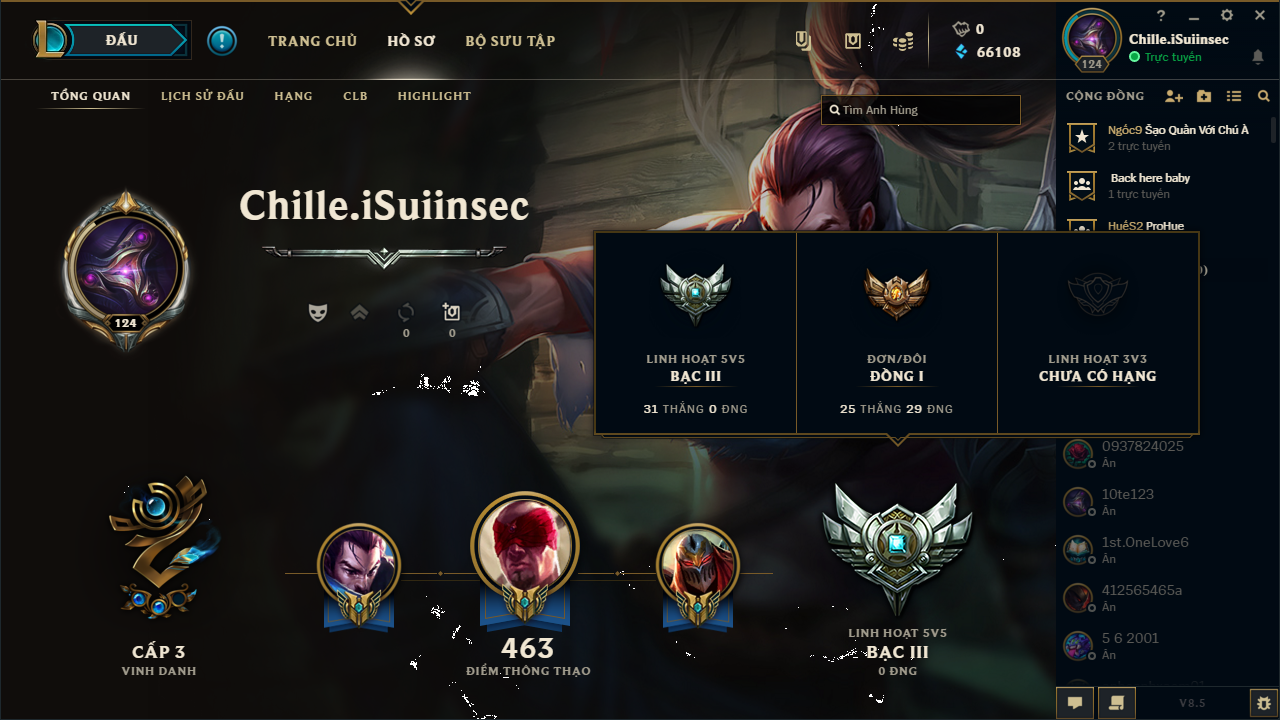 ĐẤU
TRANG CHỦ
HỒ SƠ
BỘ SƯU TẬP
0
66108
?
Chille.iSuiinsec
Trực tuyến
124
TỔNG QUAN
LỊCH SỬ ĐẤU
HẠNG
CLB
HIGHLIGHT
Tìm Anh Hùng
CỘNG ĐỒNG
Ngốc9 Sạo Quần Với Chú À
2 trực tuyến
Back here baby
1 trực tuyến
HuếS2 ProHue
Chille.iSuiinsec
124
0
0
LINH HOẠT 5V5
BẠC III
31 THẮNG 0 ĐNG
ĐƠN/ĐÔI
ĐỒNG I
25 THẮNG 29 ĐNG
LINH HOẠT 3V3
CHƯA CÓ HẠNG
0937824025
Ẩn
10te123
Ẩn
1st.OneLove6
Ẩn
412565465a
Ẩn
5 6 2001
Ẩn
CẤP 3
VINH DANH
463
ĐIỂM THÔNG THẠO
LINH HOẠT 5V5
BẠC III
0 ĐNG
V8.5